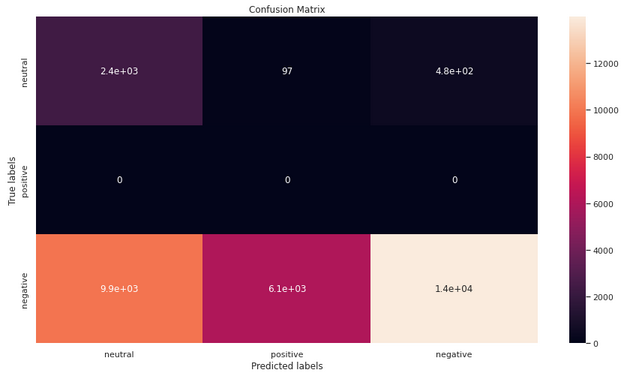 Confusion Matrix
neutral
2.4e+03 97 4.8e+02
positive
0 0 0
negative
9.9e+03 6.1e+03 1.4e+04
True labels
neutral positive negative
Predicted labels
12000
10000
8000
6000
4000
2000
0